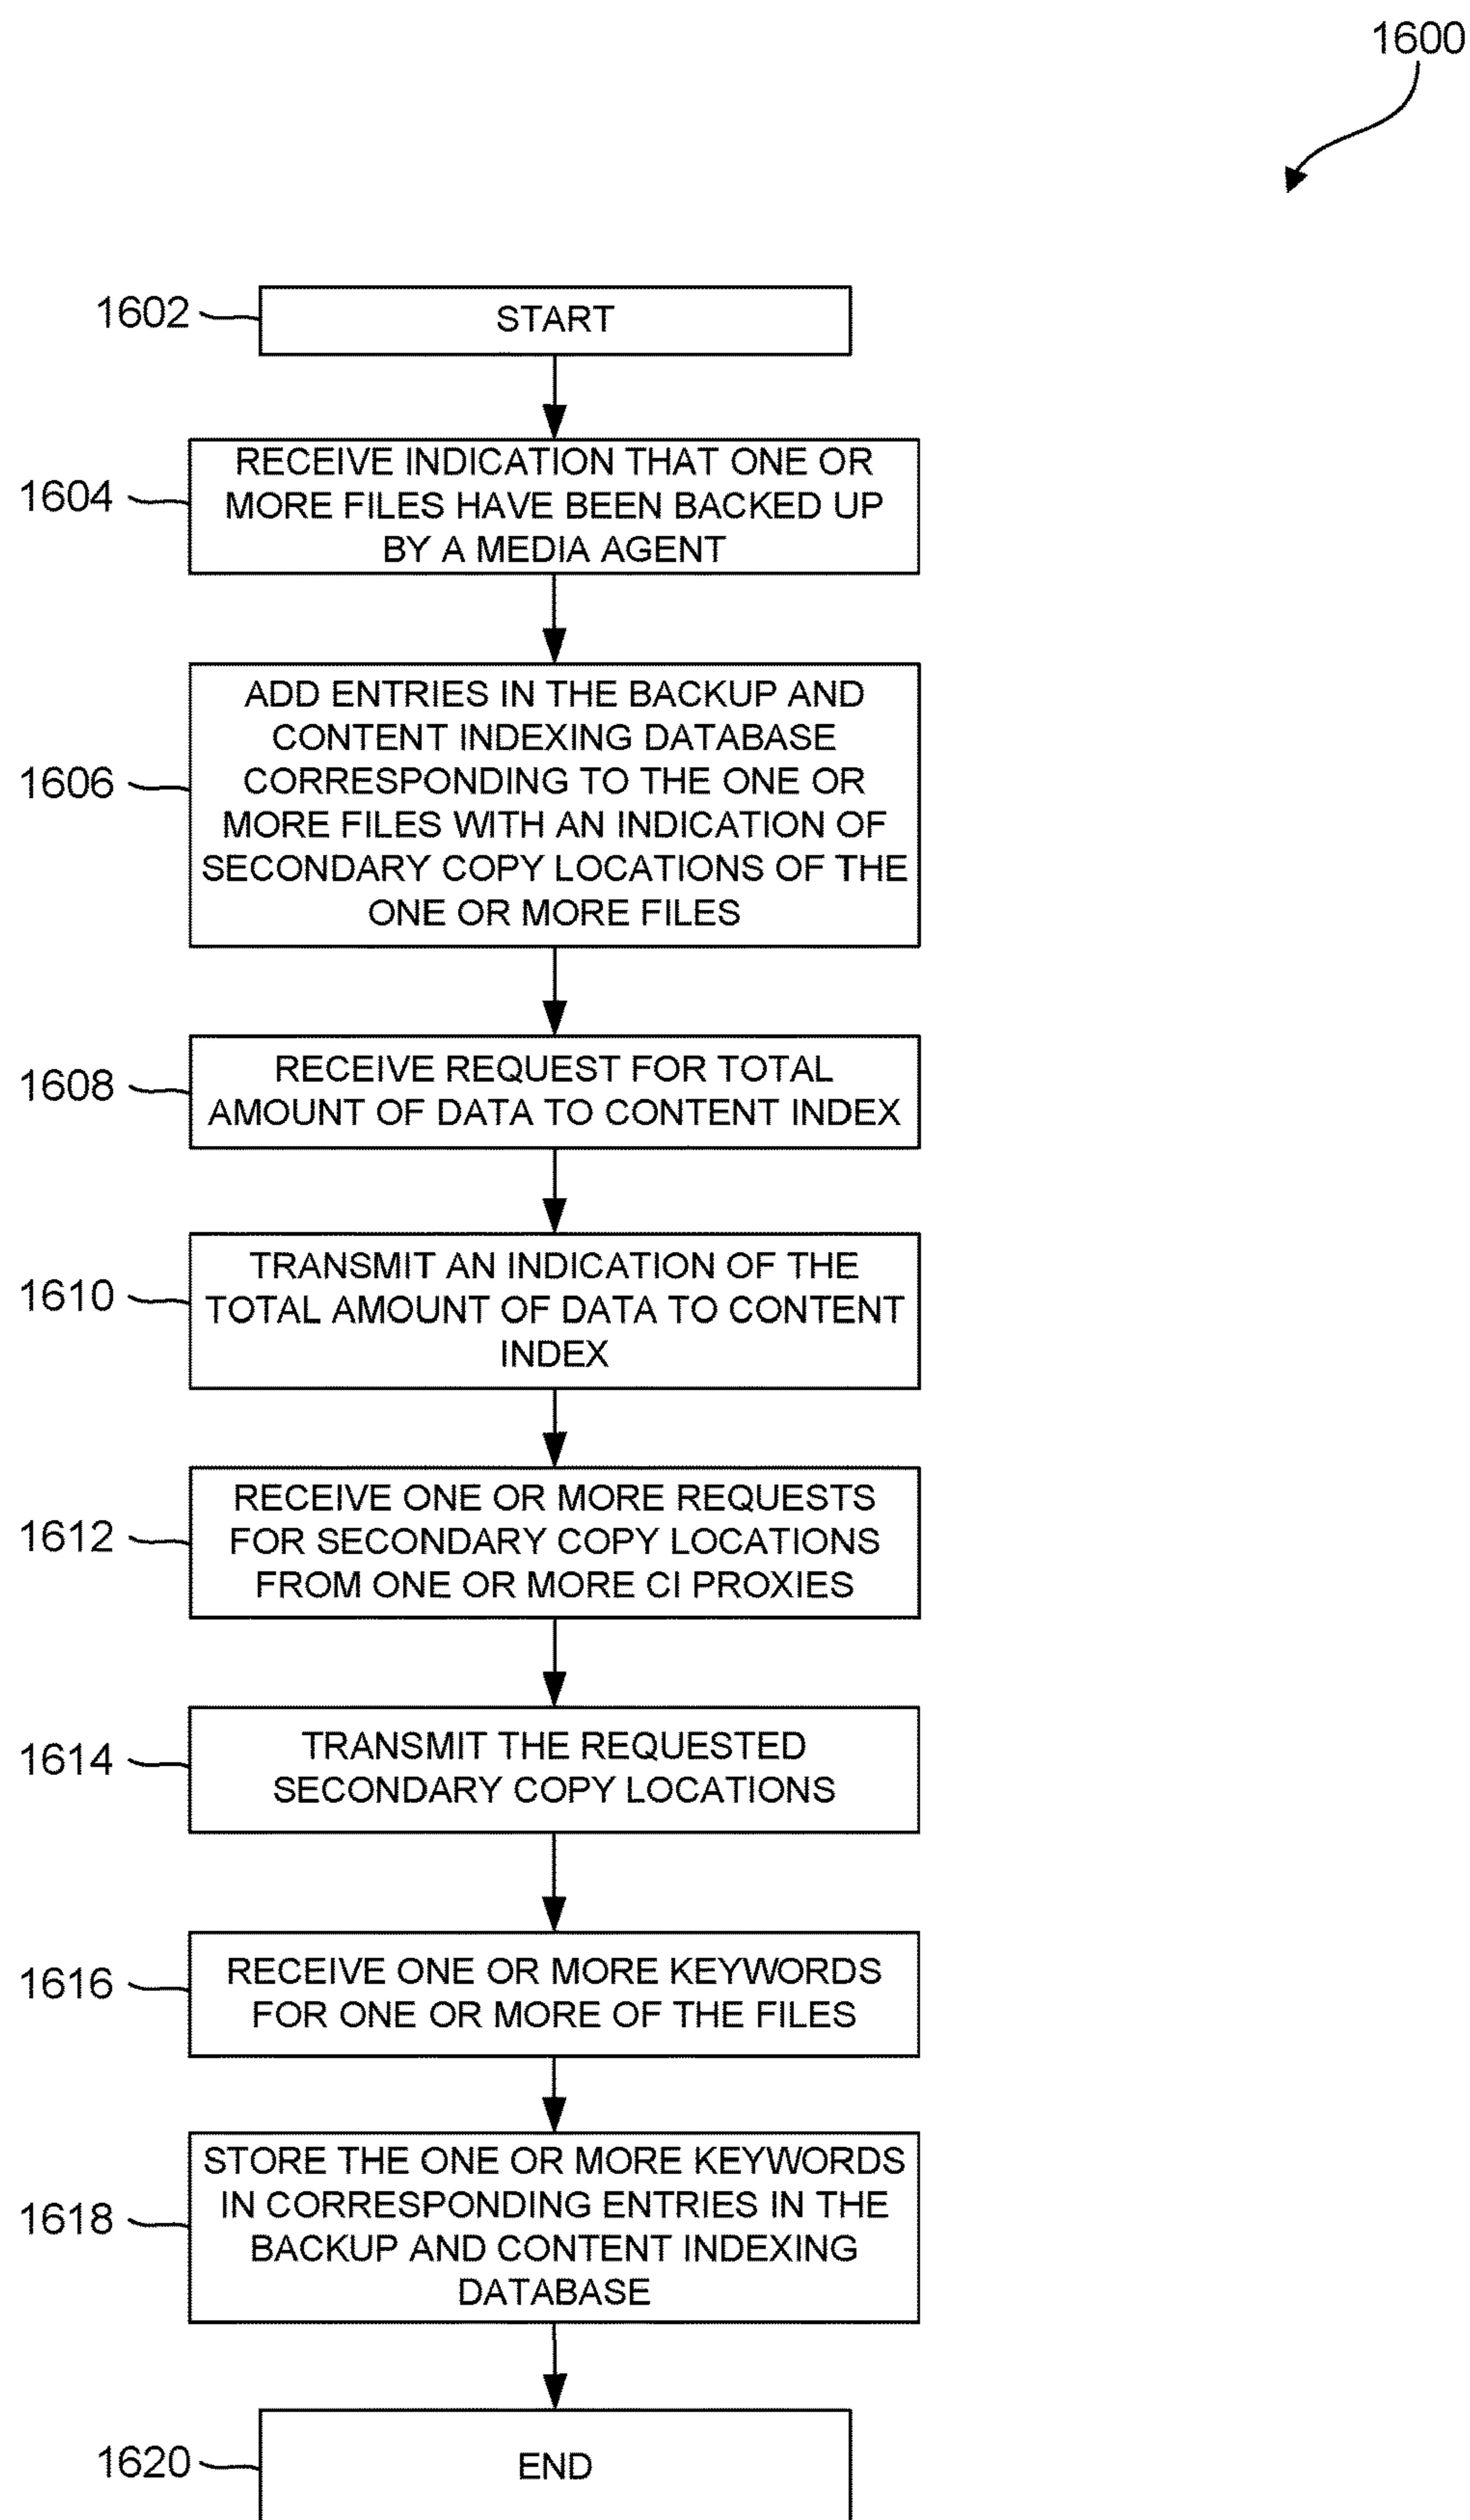 1600
1602
START
1604
RECEIVE INDICATION THAT ONE OR
MORE FILES HAVE BEEN BACKED UP
BY A MEDIA AGENT
1606
ADD ENTRIES IN THE BACKUP AND
CONTENT INDEXING DATABASE
CORRESPONDING TO THE ONE OR
MORE FILES WITH AN INDICATION OF
SECONDARY COPY LOCATIONS OF THE
ONE OR MORE FILES
1608
RECEIVE REQUEST FOR TOTAL
AMOUNT OF DATA TO CONTENT INDEX
1610
TRANSMIT AN INDICATION OF THE
TOTAL AMOUNT OF DATA TO CONTENT
INDEX
1612
RECEIVE ONE OR MORE REQUESTS
FOR SECONDARY COPY LOCATIONS
FROM ONE OR MORE CI PROXIES
1614
TRANSMIT THE REQUESTED
SECONDARY COPY LOCATIONS
1616
RECEIVE ONE OR MORE KEYWORDS
FOR ONE OR MORE OF THE FILES
1618
STORE THE ONE OR MORE KEYWORDS
IN CORRESPONDING ENTRIES IN THE
BACKUP AND CONTENT INDEXING
DATABASE
1620
END